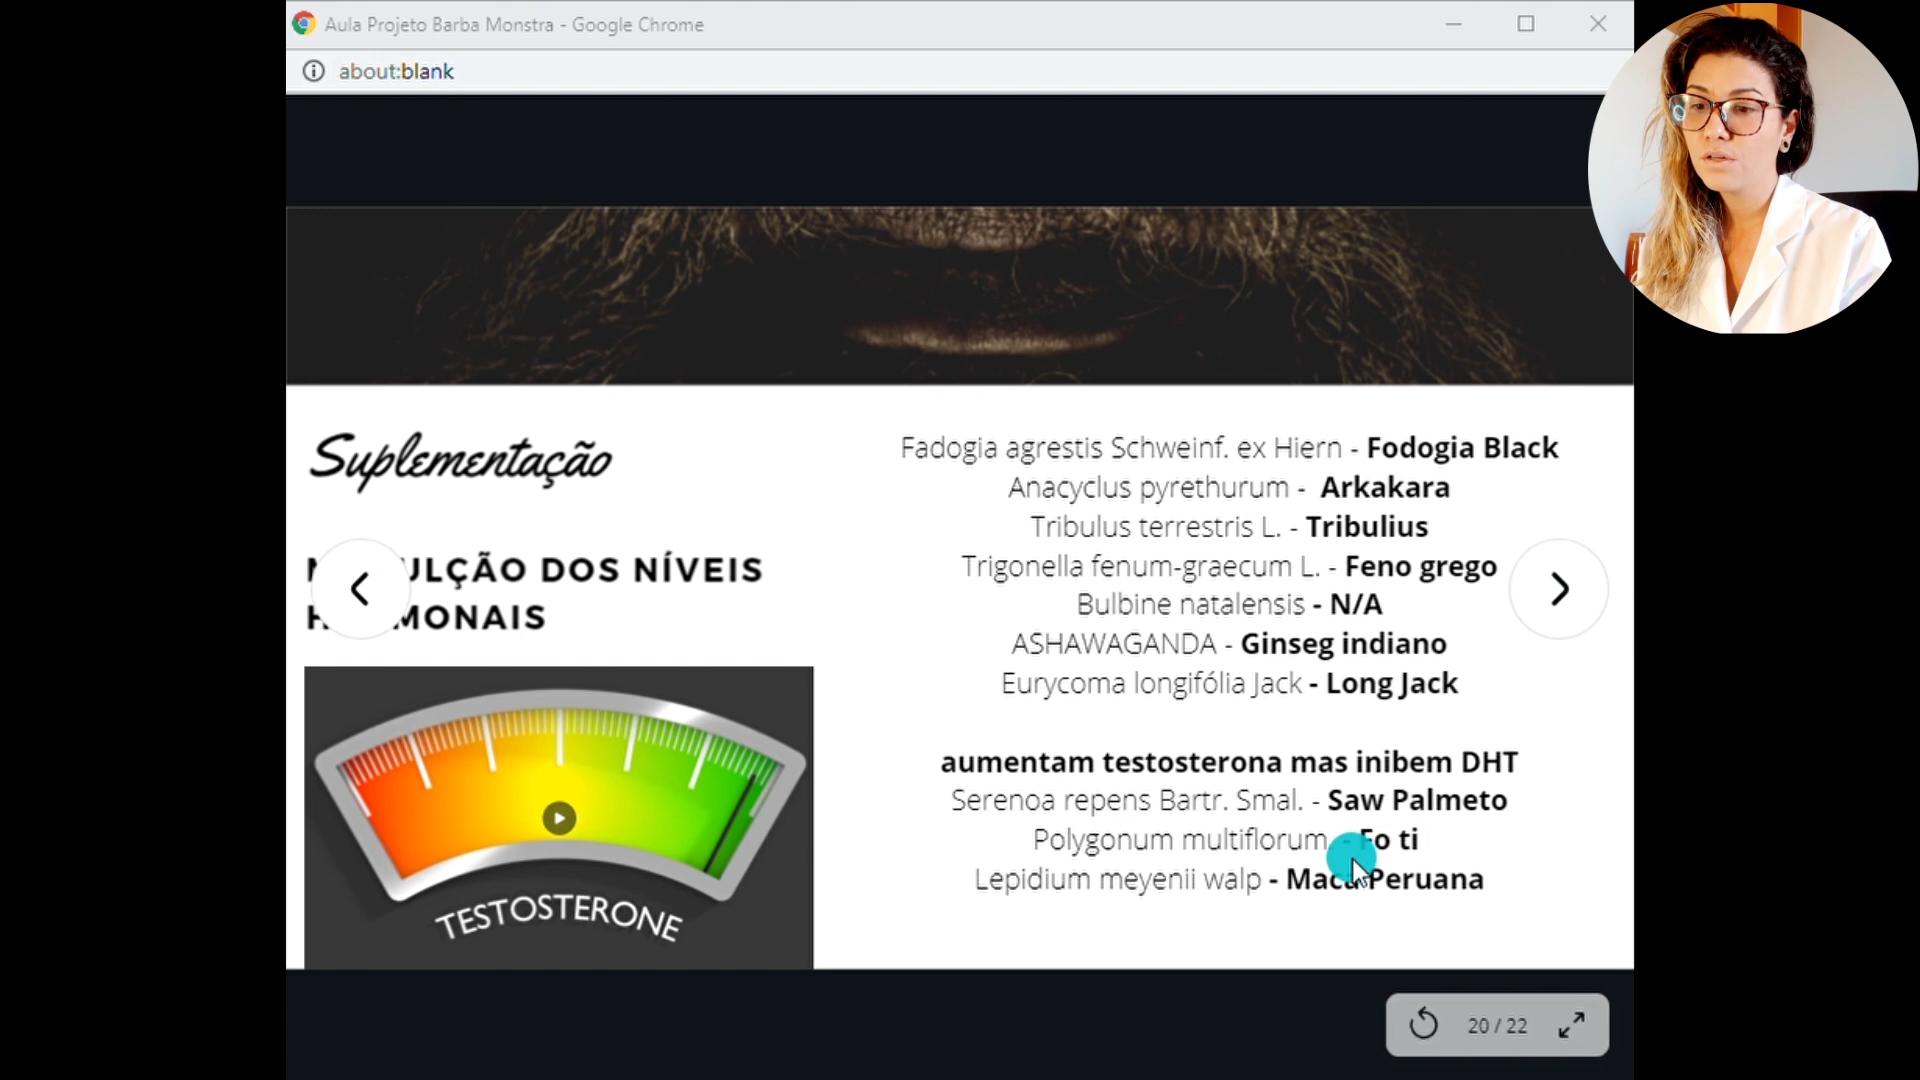 Aula Projeto Barba Monstra - Google Chrome
about:blank
Suplementação
ULÇÃO DOS NÍVEIS
MONAIS
TESTOSTERONE
Fadogia agrestis Schweinf. ex Hiern - Fodogia Black
Anacyclus pyrethurum - Arkakara
Tribulus terrestris L. - Tribulius
Trigonella fenum-graecum L. - Feno grego
Bulbine natalensis - N/A
ASHAWAGANDA - Ginseg indiano
Eurycoma longifólia Jack - Long Jack
aumentam testosterona mas inibem DHT
Serenoa repens Bartr. Smal. - Saw Palmeto
Polygonum multiflorum. - Fo ti
Lepidium meyenii walp - Maca Peruana
20 / 22